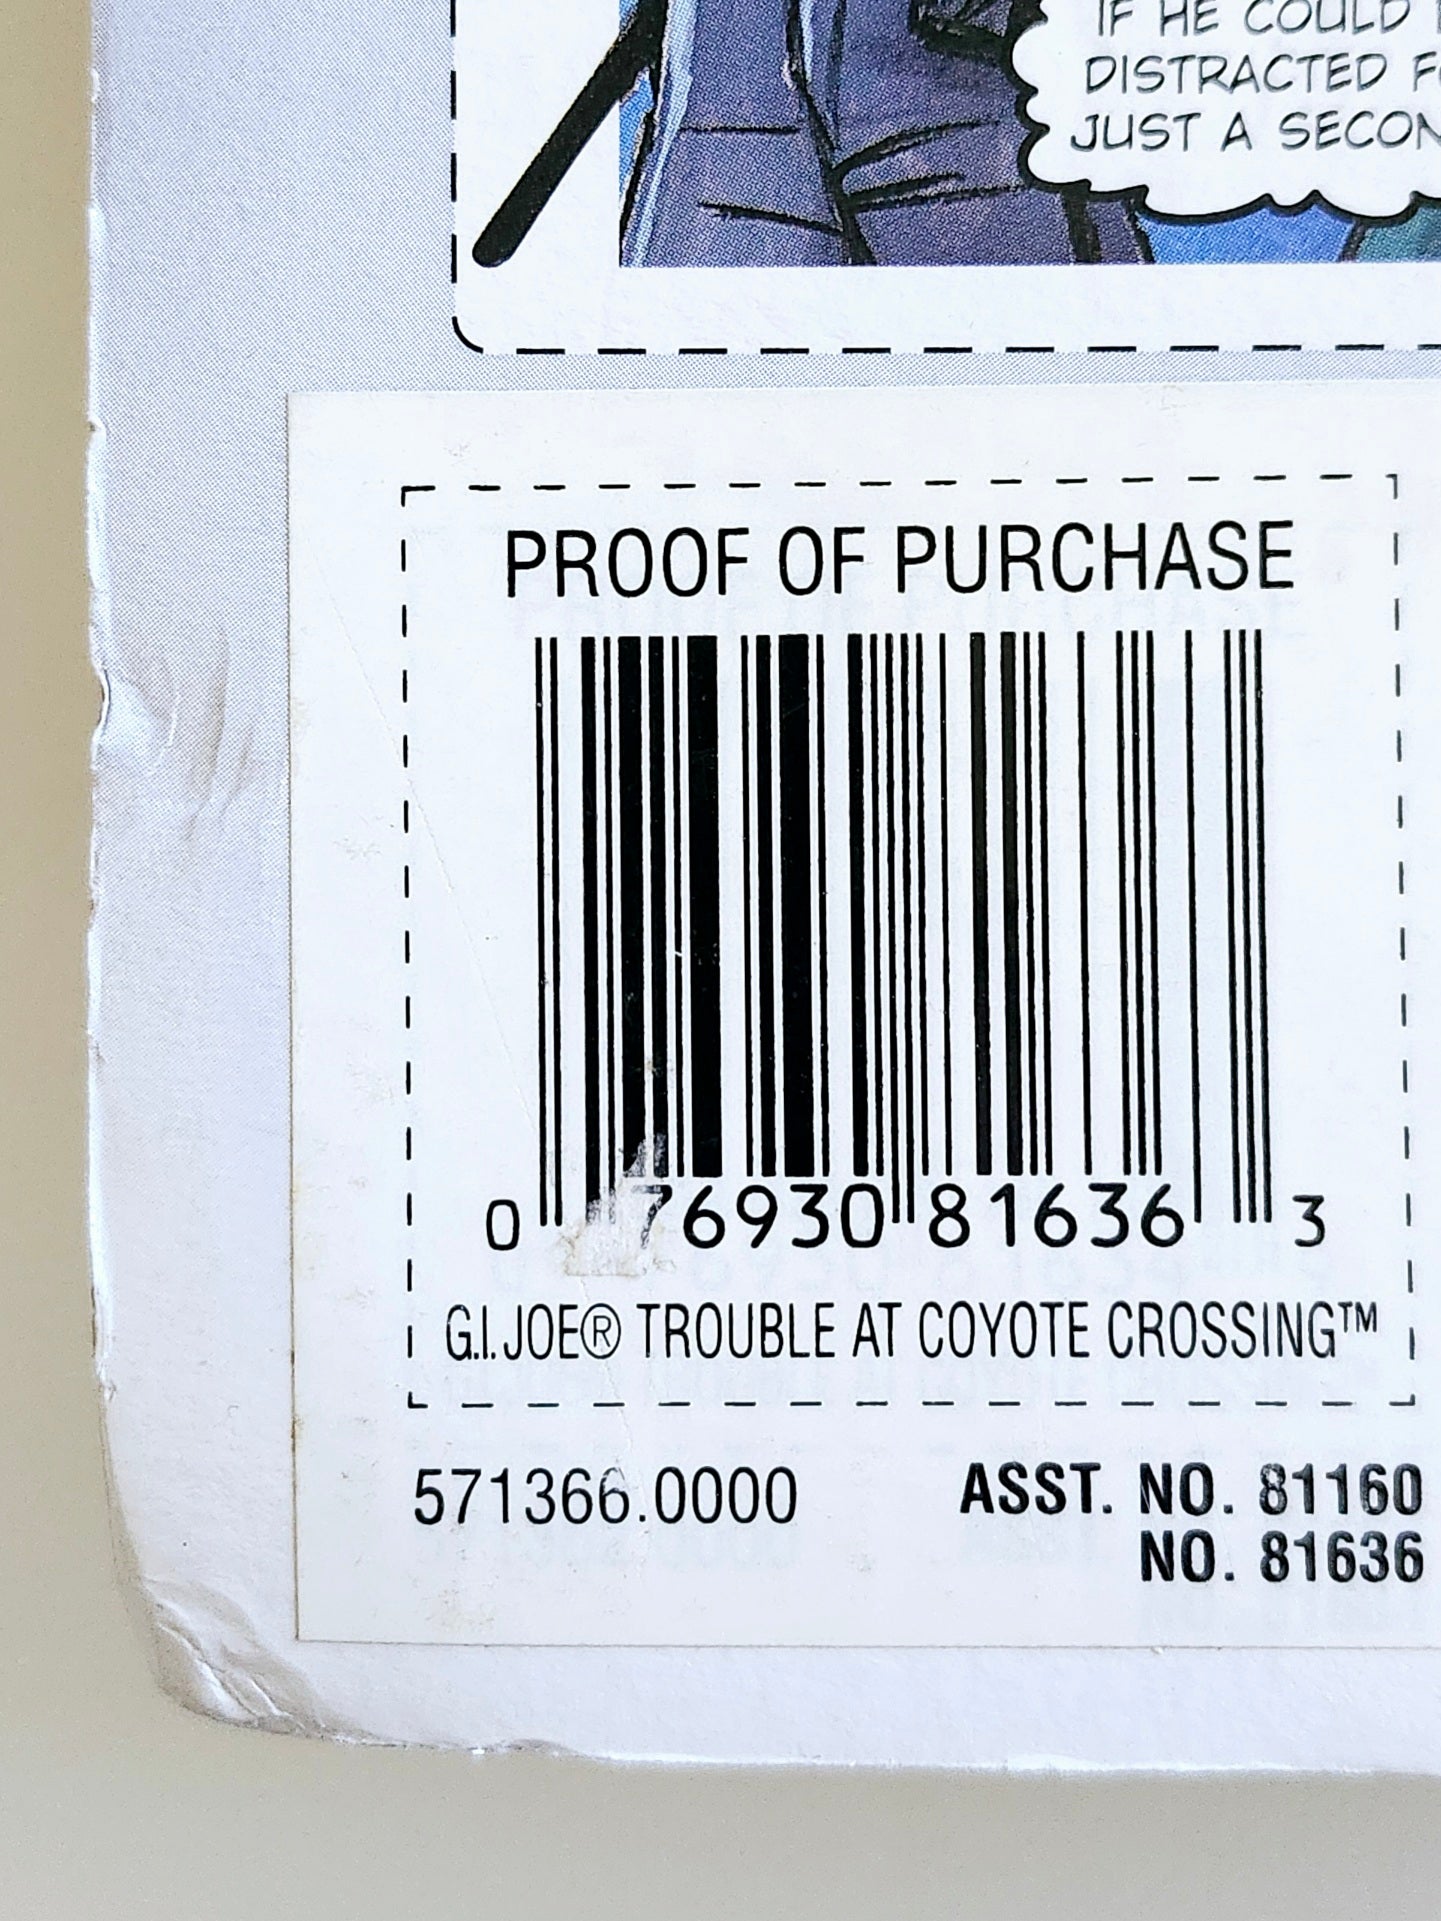 IF HE COULD
DISTRACTED
JUST A
PROOF OF PURCHASE
0 76930 81636 3
G.I. JOE® TROUBLE AT COYOTE CROSSING™
571366.0000
ASST. NO. 81160
NO. 81636